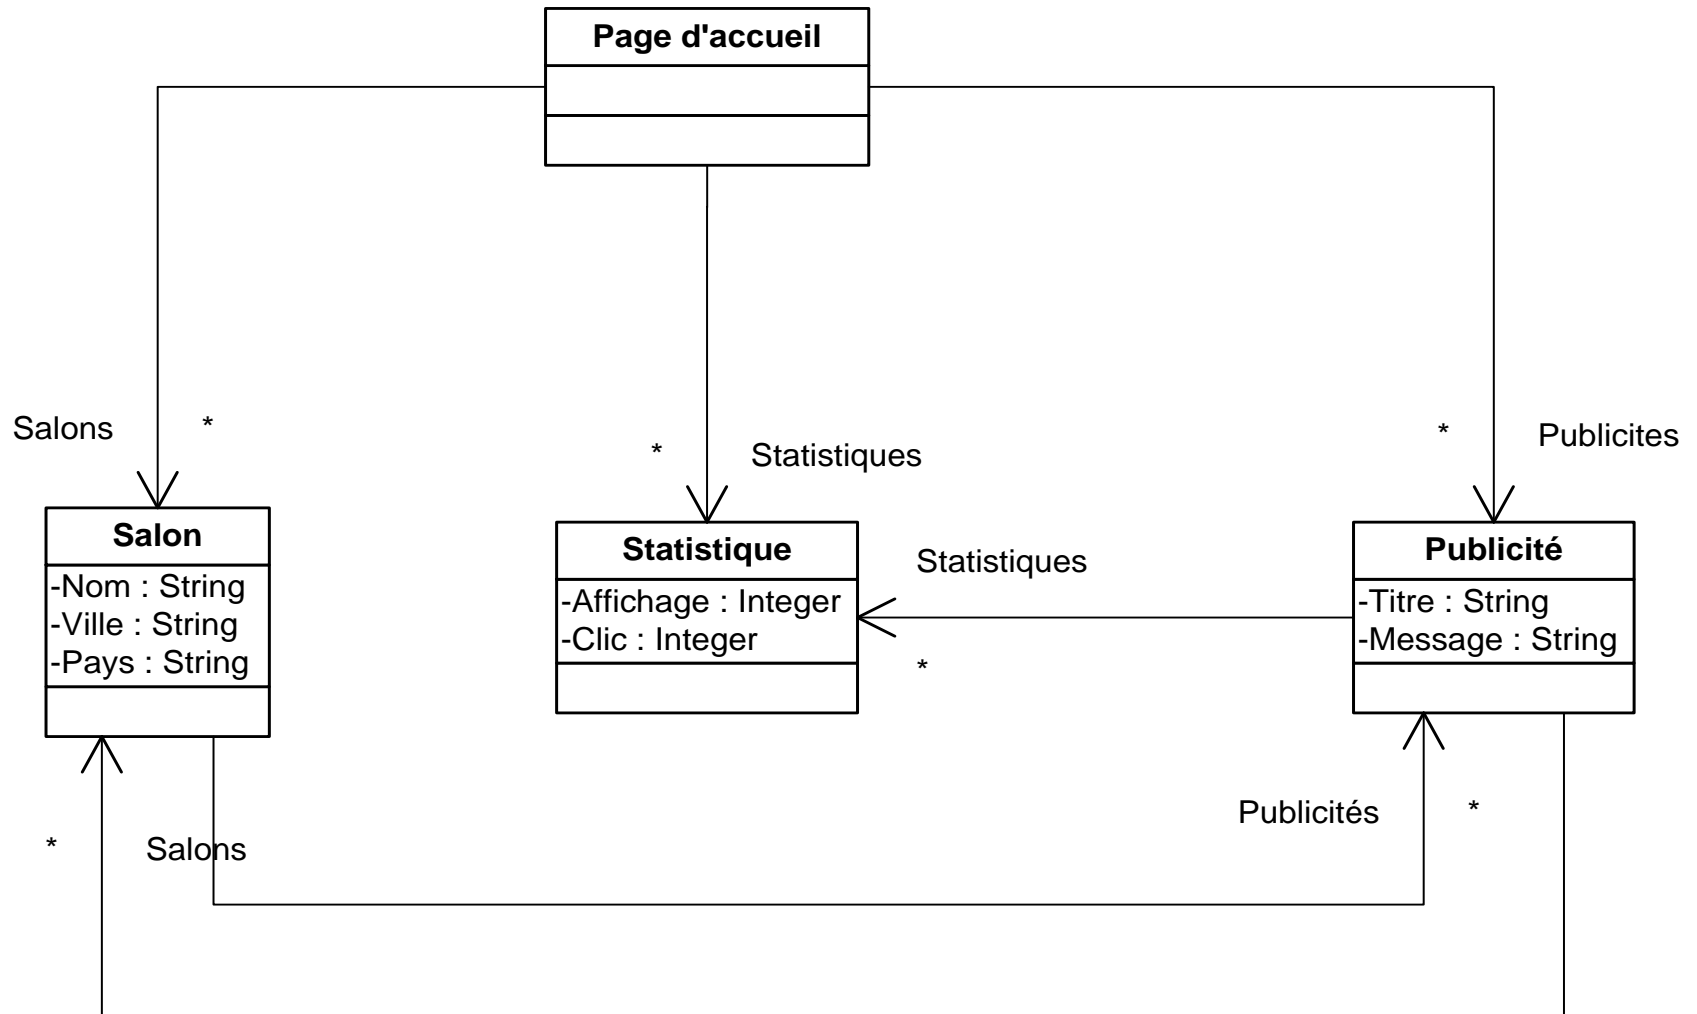 Page d'accueil
Salons
*
*
Statistiques
*
Publicites
Salon
-Nom : String
-Ville : String
-Pays : String
Statistique
-Affichage : Integer
-Clic : Integer
Statistiques
*
Publicité
-Titre : String
-Message : String
Publicités
*
*
Salons